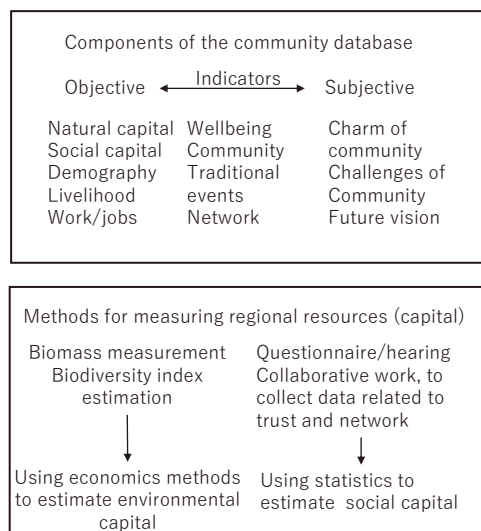 Components of the community database
Indicators
Objective
Subjective
Natural capital
Social capital
Demography
Livelihood
Work/jobs
Wellbeing
Community
Traditional
events
Network
Charm of
community
Challenges of
Community
Future vision
Methods for measuring regional resources (capital)
Biomass measurement
Biodiversity index
estimation
Using economics methods
to estimate environmental
capital
Questionnaire/hearing
Collaborative work, to
collect data related to
trust and network
Using statistics to
estimate social capital